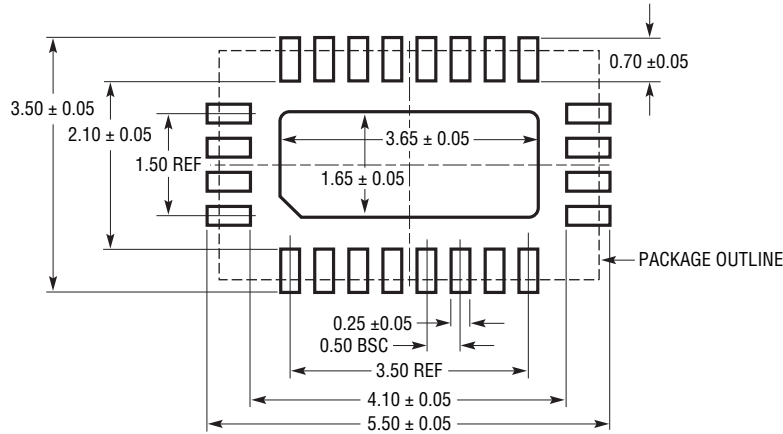 0.70 ±0.05
3.50 ± 0.05
2.10 ± 0.05
1.50 REF
3.65 ± 0.05
1.65 ± 0.05
PACKAGE OUTLINE
0.25 ±0.05
0.50 BSC
3.50 REF
4.10 ± 0.05
5.50 ± 0.05